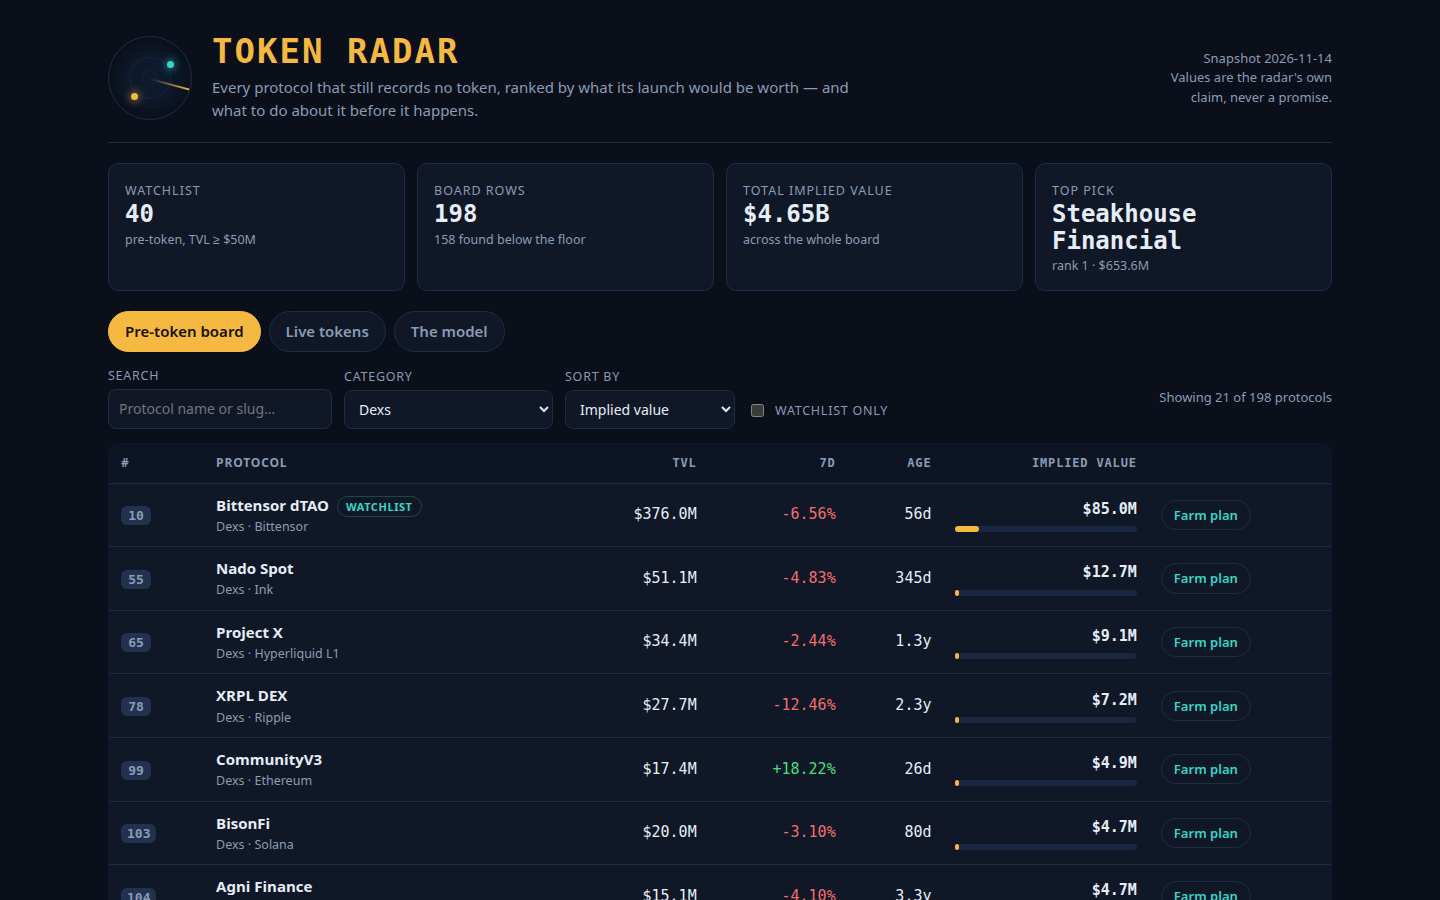 TOKEN RADAR
Every protocol that still records no token, ranked by what its launch would be worth — and
what to do about it before it happens.
Snapshot 2026-11-14
Values are the radar's own
claim, never a promise.
WATCHLIST
40
pre-token, TVL ≥ $50M
BOARD ROWS
198
158 found below the floor
TOTAL IMPLIED VALUE
$4.65B
across the whole board
TOP PICK
Steakhouse
Financial
rank 1 · $653.6M
Pre-token board
Live tokens
The model
SEARCH
Protocol name or slug...
CATEGORY
Dexs
SORT BY
Implied value
WATCHLIST ONLY
Showing 21 of 198 protocols
# PROTOCOL TVL 7D AGE IMPLIED VALUE
10 Bittensor dTAO WATCHLIST $376.0M -6.56% 56d $85.0M Farm plan
Dexs · Bittensor
55 Nado Spot $51.1M -4.83% 345d $12.7M Farm plan
Dexs · Ink
65 Project X $34.4M -2.44% 1.3y $9.1M Farm plan
Dexs · Hyperliquid L1
78 XRPL DEX $27.7M -12.46% 2.3y $7.2M Farm plan
Dexs · Ripple
99 CommunityV3 $17.4M +18.22% 26d $4.9M Farm plan
Dexs · Ethereum
103 BisonFi $20.0M -3.10% 80d $4.7M Farm plan
Dexs · Solana
104 Agni Finance $15.1M -4.10% 3.3y $4.7M Farm plan